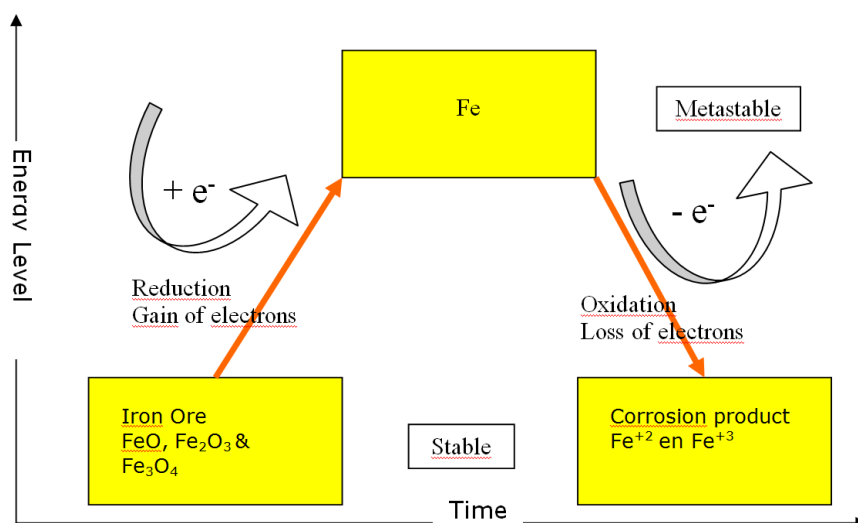 Fe
Metastable
Energy Level
+ e⁻
- e⁻
Reduction
Gain of electrons
Oxidation
Loss of electrons
Iron Ore
FeO, Fe₂O₃ &
Fe₃O₄
Stable
Corrosion product
Fe⁺² en Fe⁺³
Time